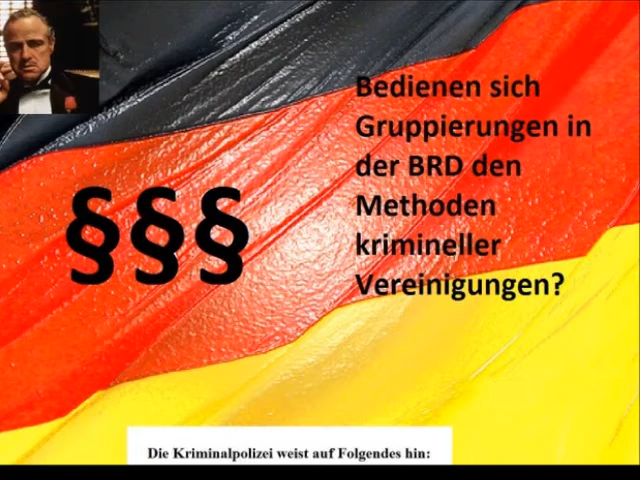 Bedienen sich
Gruppierungen in
der BRD den
Methoden
krimineller
Vereinigungen?
§§§
Die Kriminalpolizei weist auf Folgendes hin: